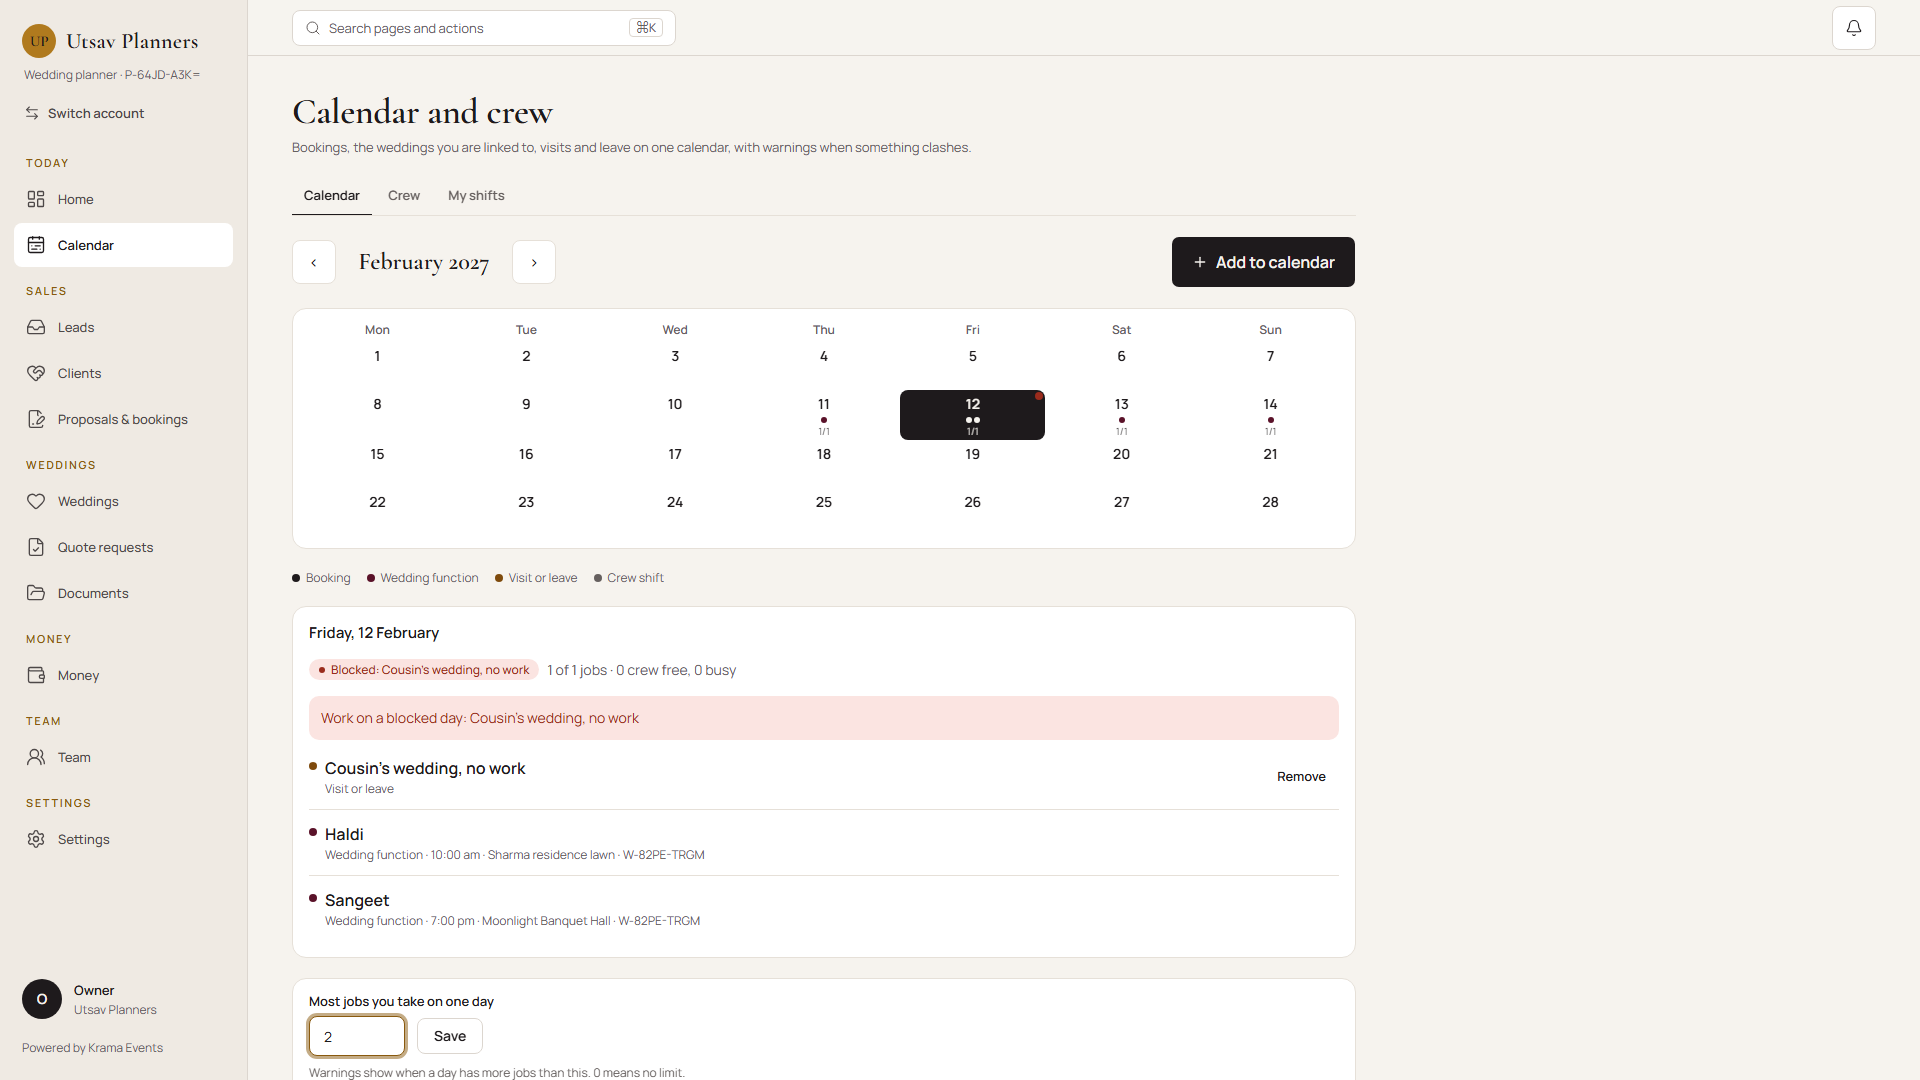 UP Utsav Planners
Wedding planner · P-64JD-A3K=
Switch account
TODAY
Home
Calendar
SALES
Leads
Clients
Proposals & bookings
WEDDINGS
Weddings
Quote requests
Documents
MONEY
Money
TEAM
Team
SETTINGS
Settings
O Owner
Utsav Planners
Powered by Krama Events
Search pages and actions ⌘K
Calendar and crew
Bookings, the weddings you are linked to, visits and leave on one calendar, with warnings when something clashes.
Calendar Crew My shifts
‹ February 2027 › + Add to calendar
Mon Tue Wed Thu Fri Sat Sun
1 2 3 4 5 6 7
8 9 10 11 12 13 14
1/1 1/1 1/1 1/1
15 16 17 18 19 20 21
22 23 24 25 26 27 28
Booking Wedding function Visit or leave Crew shift
Friday, 12 February
Blocked: Cousin's wedding, no work 1 of 1 jobs · 0 crew free, 0 busy
Work on a blocked day: Cousin's wedding, no work
Cousin's wedding, no work
Visit or leave
Remove
Haldi
Wedding function · 10:00 am · Sharma residence lawn · W-82PE-TRGM
Sangeet
Wedding function · 7:00 pm · Moonlight Banquet Hall · W-82PE-TRGM
Most jobs you take on one day
2 Save
Warnings show when a day has more jobs than this. 0 means no limit.